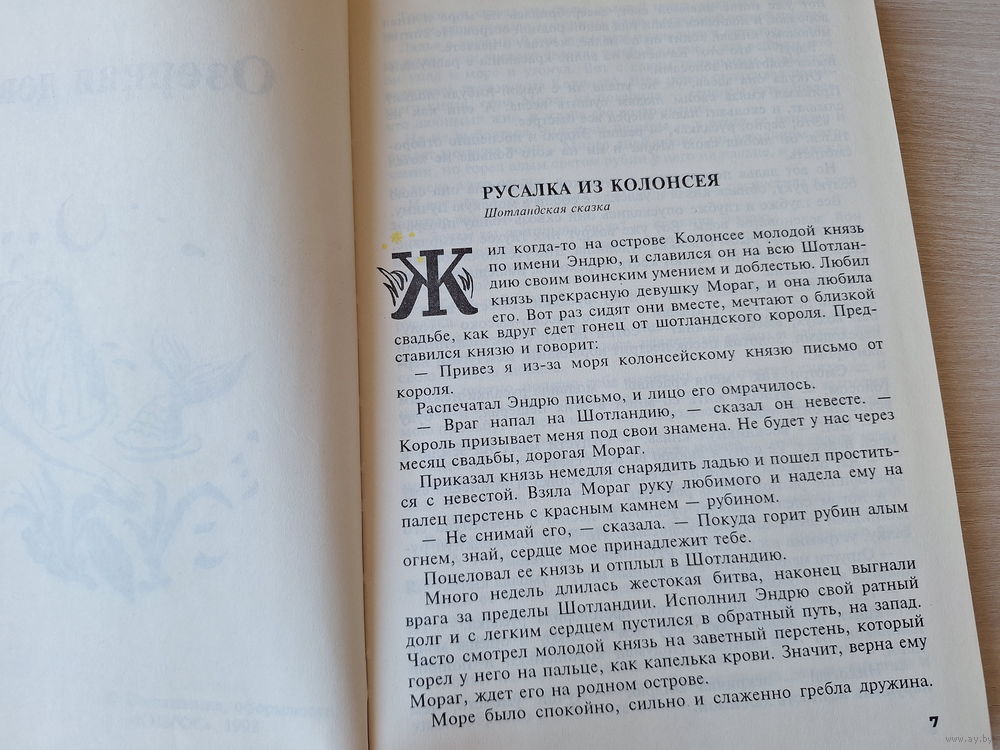 РУСАЛКА ИЗ КОЛОНСЕЯ
Шотландская сказка
Жил когда-то на острове Колонсее молодой князь
по имени Эндрю, и славился он на всю Шотлан-
дию своим воинским умением и доблестью. Любил
князь прекрасную девушку Мораг, и она любила
его. Вот раз сидят они вместе, мечтают о близкой
свадьбе, как вдруг едет гонец от шотландского короля. Пред-
ставился князю и говорит:
— Привез я из-за моря колонсейскому князю письмо от
короля.
Распечатал Эндрю письмо, и лицо его омрачилось.
— Враг напал на Шотландию, — сказал он невесте. —
Король призывает меня под свои знамена. Не будет у нас через
месяц свадьбы, дорогая Мораг.
Приказал князь немедля снарядить ладью и пошел простить-
ся с невестой. Взяла Мораг руку любимого и надела ему на
палец перстень с красным камнем — рубином.
— Не снимай его, — сказала. — Покуда горит рубин алым
огнем, знай, сердце мое принадлежит тебе.
Поцеловал ее князь и отплыл в Шотландию.
Много недель длилась жестокая битва, наконец выгнали
врага за пределы Шотландии. Исполнил Эндрю свой ратный
долг и с легким сердцем пустился в обратный путь, на запад.
Часто смотрел молодой князь на заветный перстень, который
горел у него на пальце, как капелька крови. Значит, верна ему
Мораг, ждет его на родном острове.
Море было спокойно, сильно и слаженно гребла дружина.
7
www.ay.by